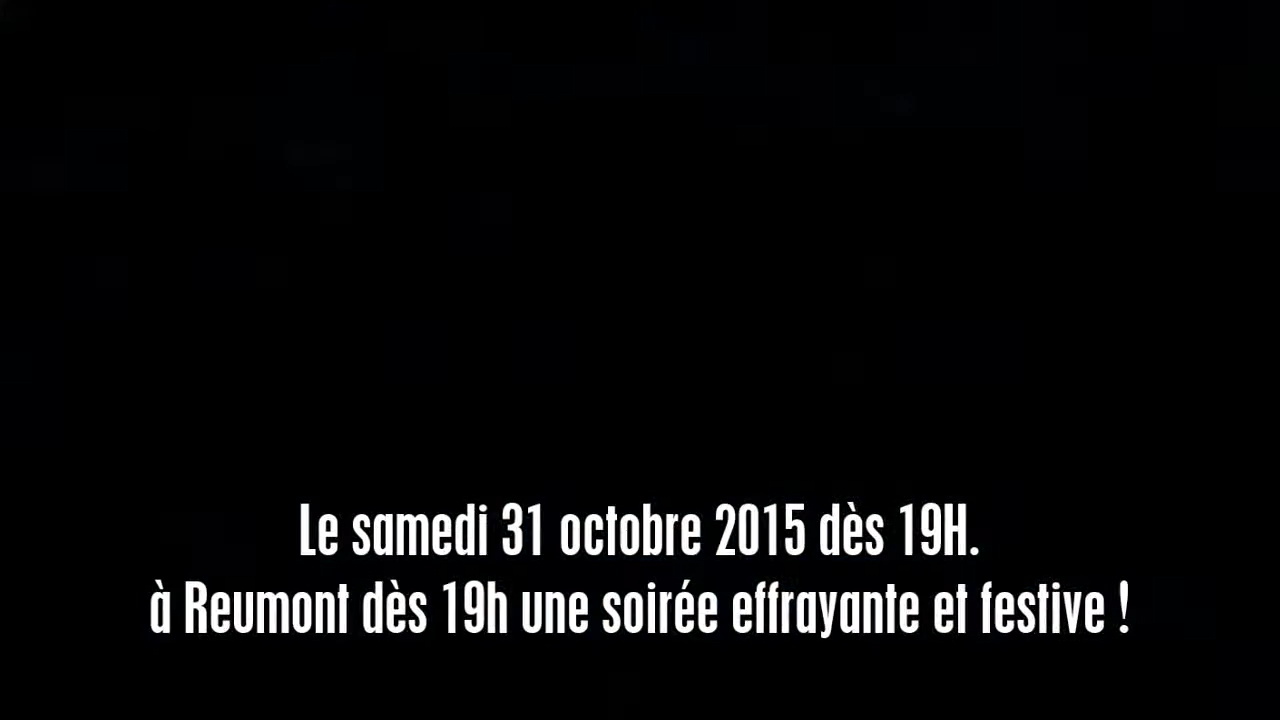 Le samedi 31 octobre 2015 dès 19H.
à Reumont dès 19h une soirée effrayante et festive !